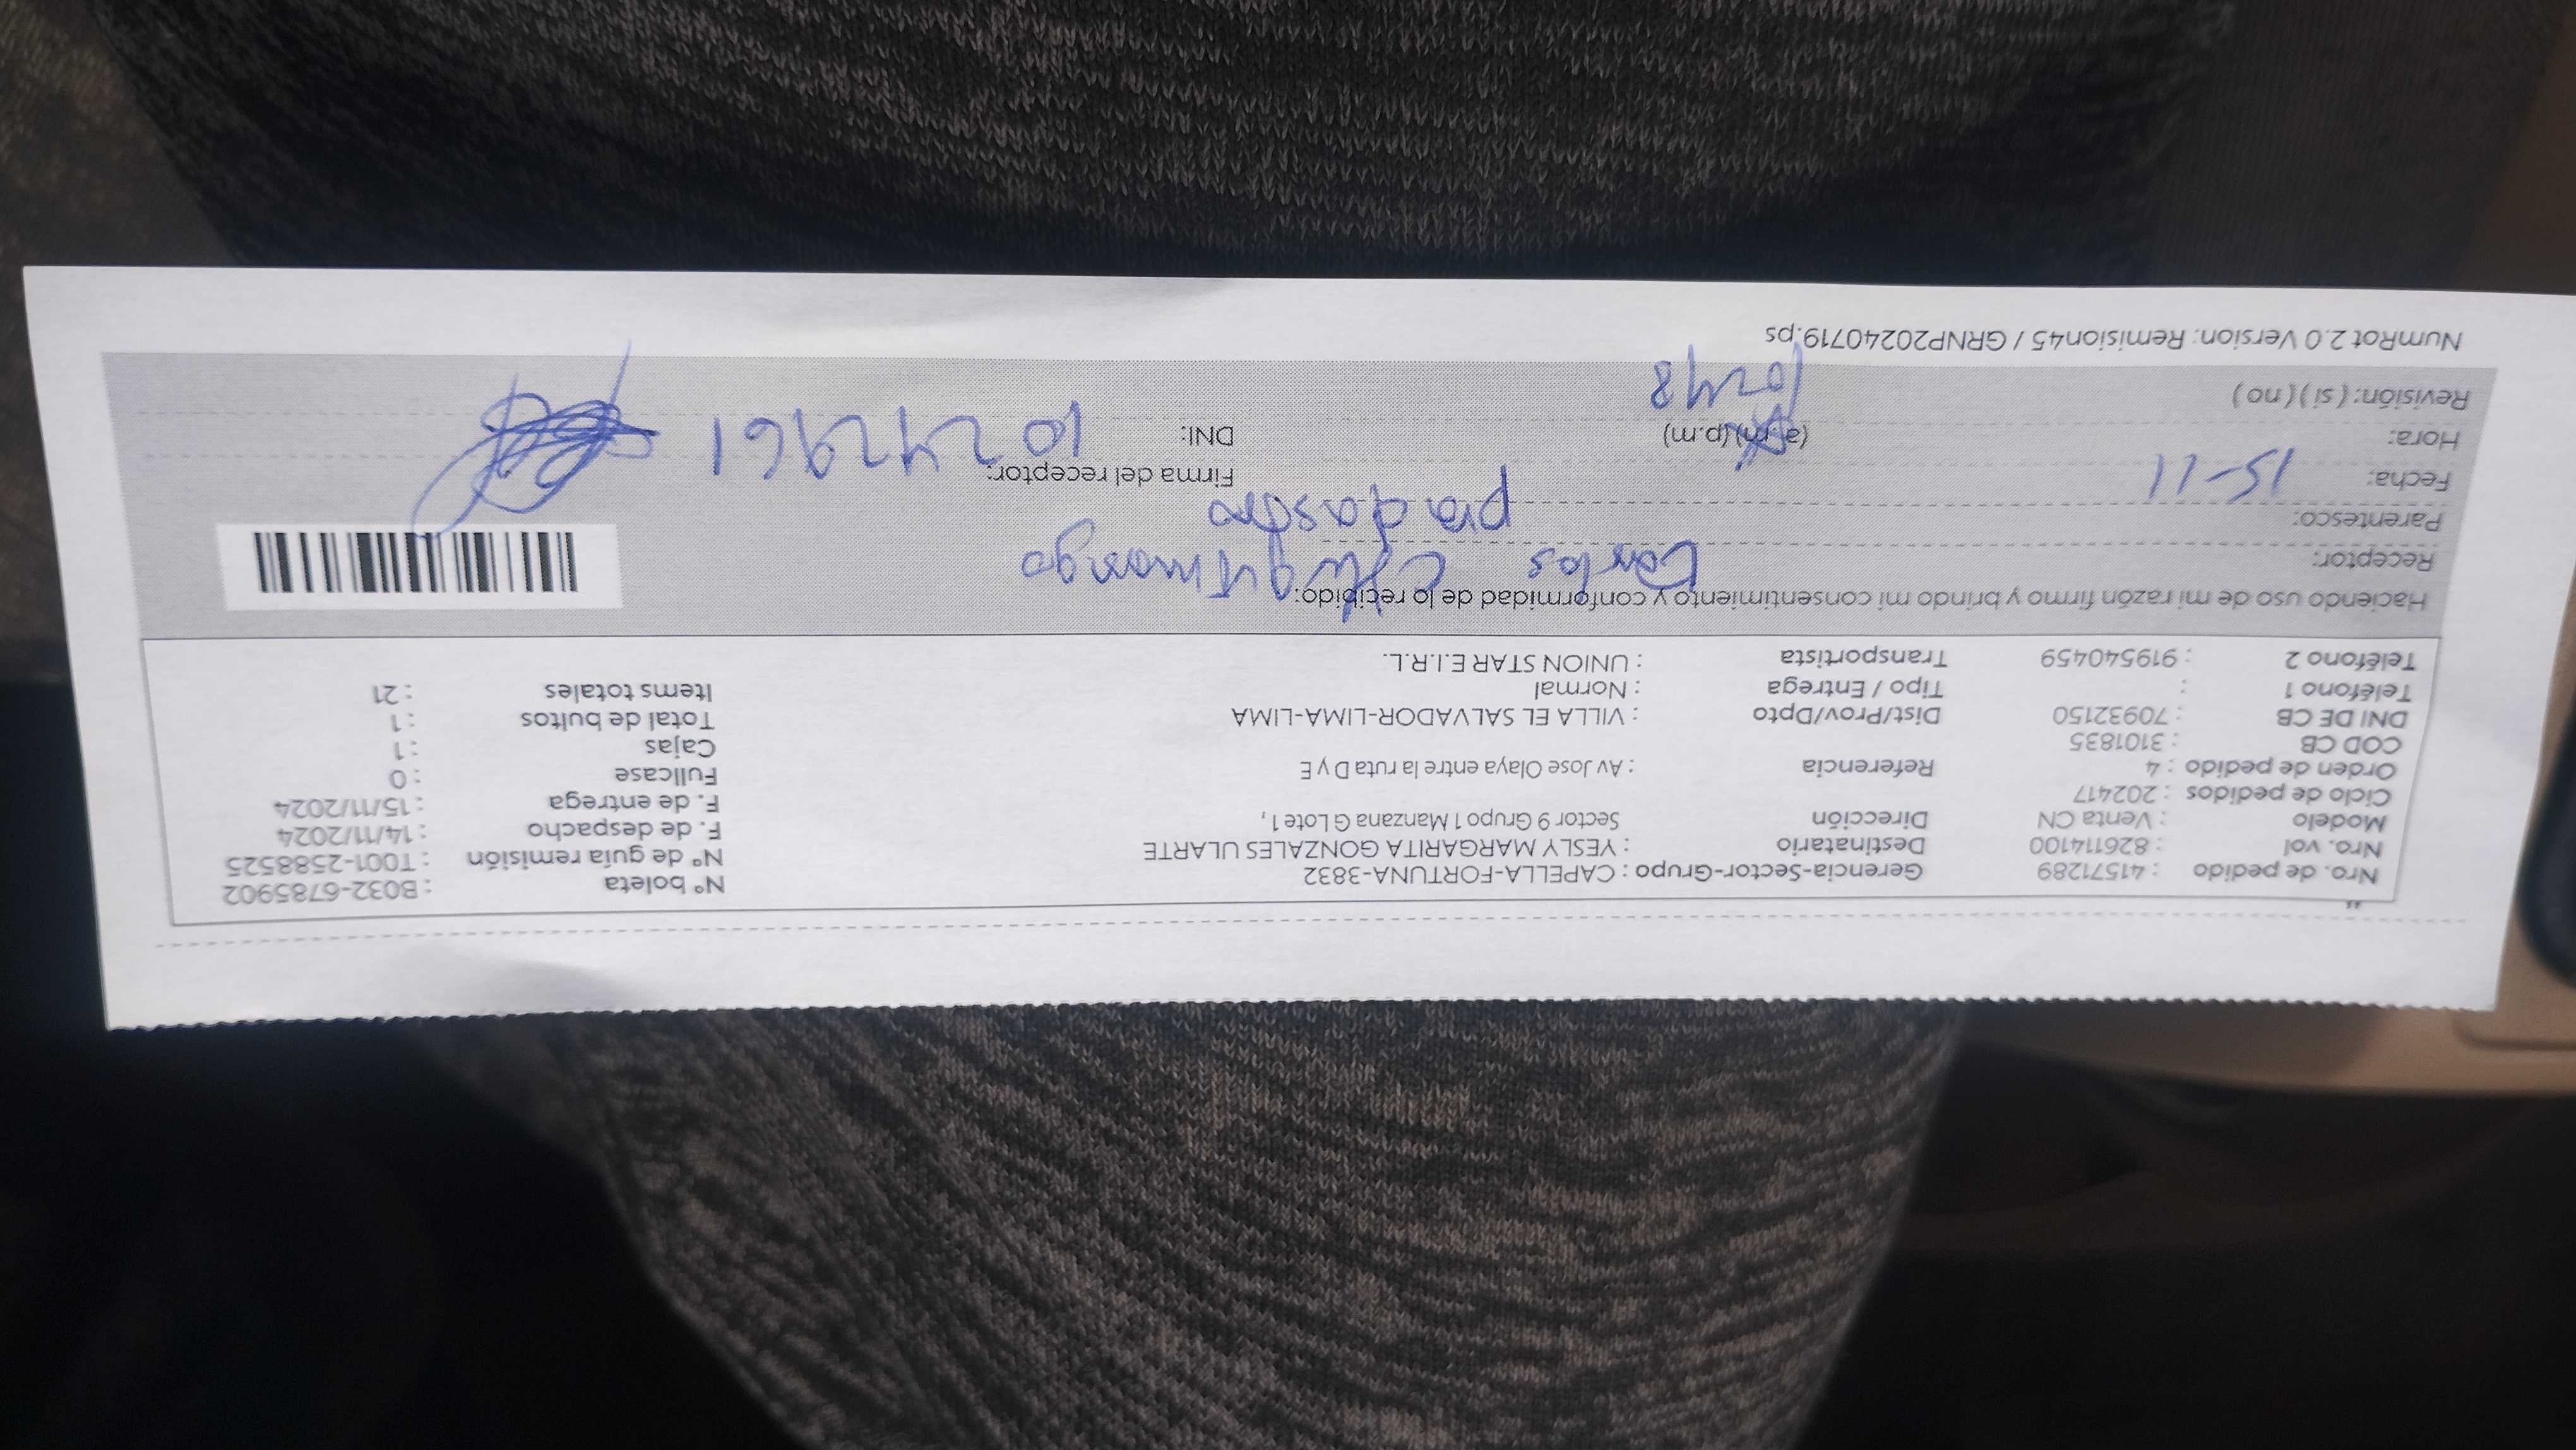 Nro. de pedido : 41571289 Gerencia-Sector-Grupo : CAPELLA-FORTUNA-3832 N° boleta : B032-6785902
Nro. vol : 826114100 Destinatario : YESLY MARGARITA GONZALES ULARTE N° de guía remisión : T001-2588525
Modelo : Venta CN Dirección Sector 9 Grupo 1 Manzana G Lote 1, F. de despacho : 14/11/2024
Ciclo de pedidos : 202417 F. de entrega : 15/11/2024
Orden de pedido : 4 Referencia : Av Jose Olaya entre la ruta D y E Fullcase : 0
COD CB : 3101835 Cajas : 1
DNI DE CB : 70932150 Dist/Prov/Dpto : VILLA EL SALVADOR-LIMA-LIMA Total de bultos : 1
Teléfono 1 : Tipo / Entrega : Normal Items totales : 21
Teléfono 2 : 919540459 Transportista : UNION STAR E.I.R.L.
Haciendo uso de mi razón firmo y brindo mi consentimiento y conformidad de lo recibido:
Receptor: Carlos
Parentesco: padastro
Fecha: 15-11 Firma del receptor:
Hora: (a.m)(p.m) DNI: 10242961
10-48
Revisión: ( si ) ( no )
NumRot 2.0 Version: Remision45 / GRNP20240719.ps